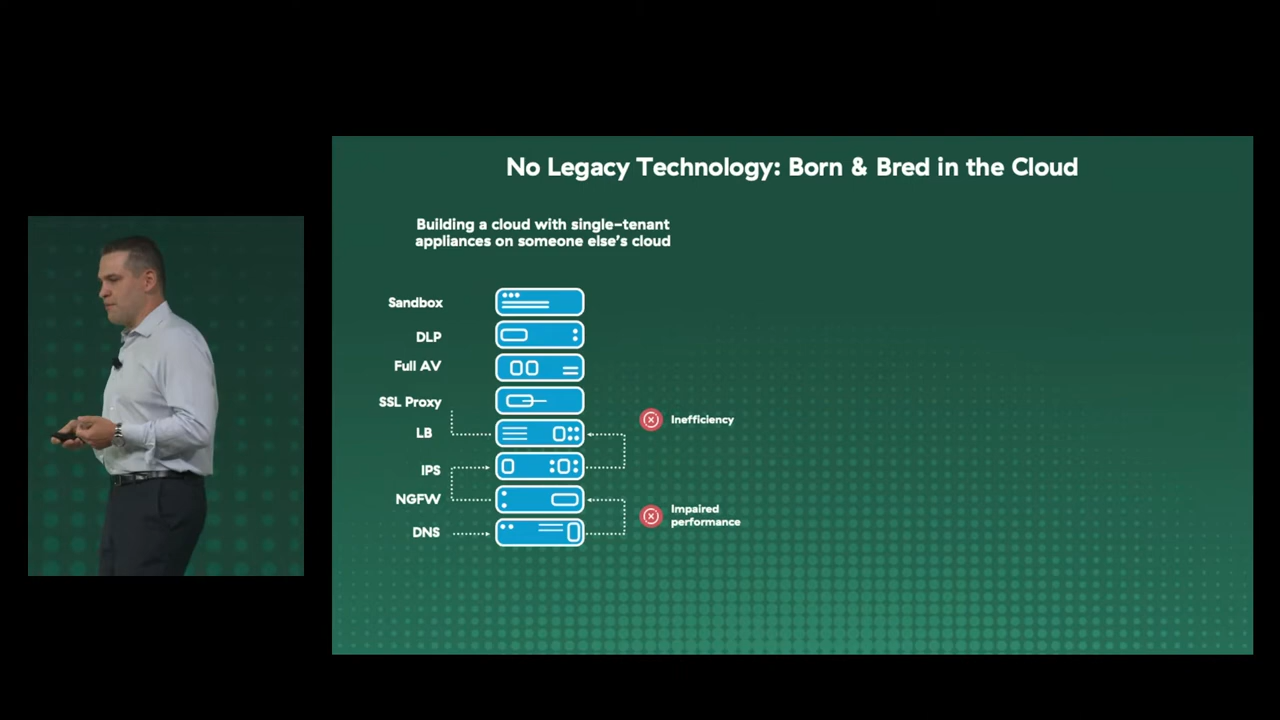 No Legacy Technology: Born & Bred in the Cloud
Building a cloud with single-tenant
appliances on someone else's cloud
Sandbox
DLP
Full AV
SSL Proxy
LB
IPS
NGFW
DNS
Inefficiency
Impaired
performance